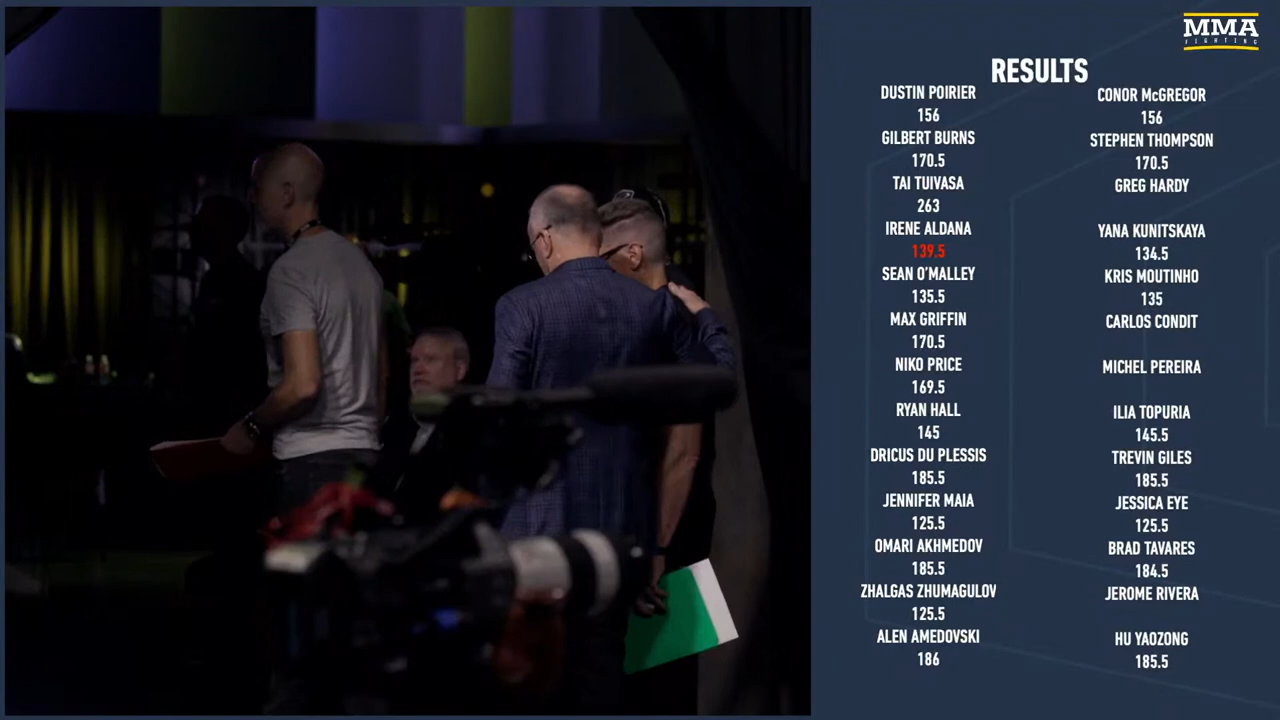 MMA
FIGHTING
RESULTS
DUSTIN POIRIER
156
GILBERT BURNS
170.5
TAI TUIVASA
263
IRENE ALDANA
139.5
SEAN O'MALLEY
135.5
MAX GRIFFIN
170.5
NIKO PRICE
169.5
RYAN HALL
145
DRICUS DU PLESSIS
185.5
JENNIFER MAIA
125.5
OMARI AKHMEDOV
185.5
ZHALGAS ZHUMAGULOV
125.5
ALEN AMEDOVSKI
186
CONOR McGREGOR
156
STEPHEN THOMPSON
170.5
GREG HARDY
YANA KUNITSKAYA
134.5
KRIS MOUTINHO
135
CARLOS CONDIT
MICHEL PEREIRA
ILIA TOPURIA
145.5
TREVIN GILES
185.5
JESSICA EYE
125.5
BRAD TAVARES
184.5
JEROME RIVERA
HU YAOZONG
185.5